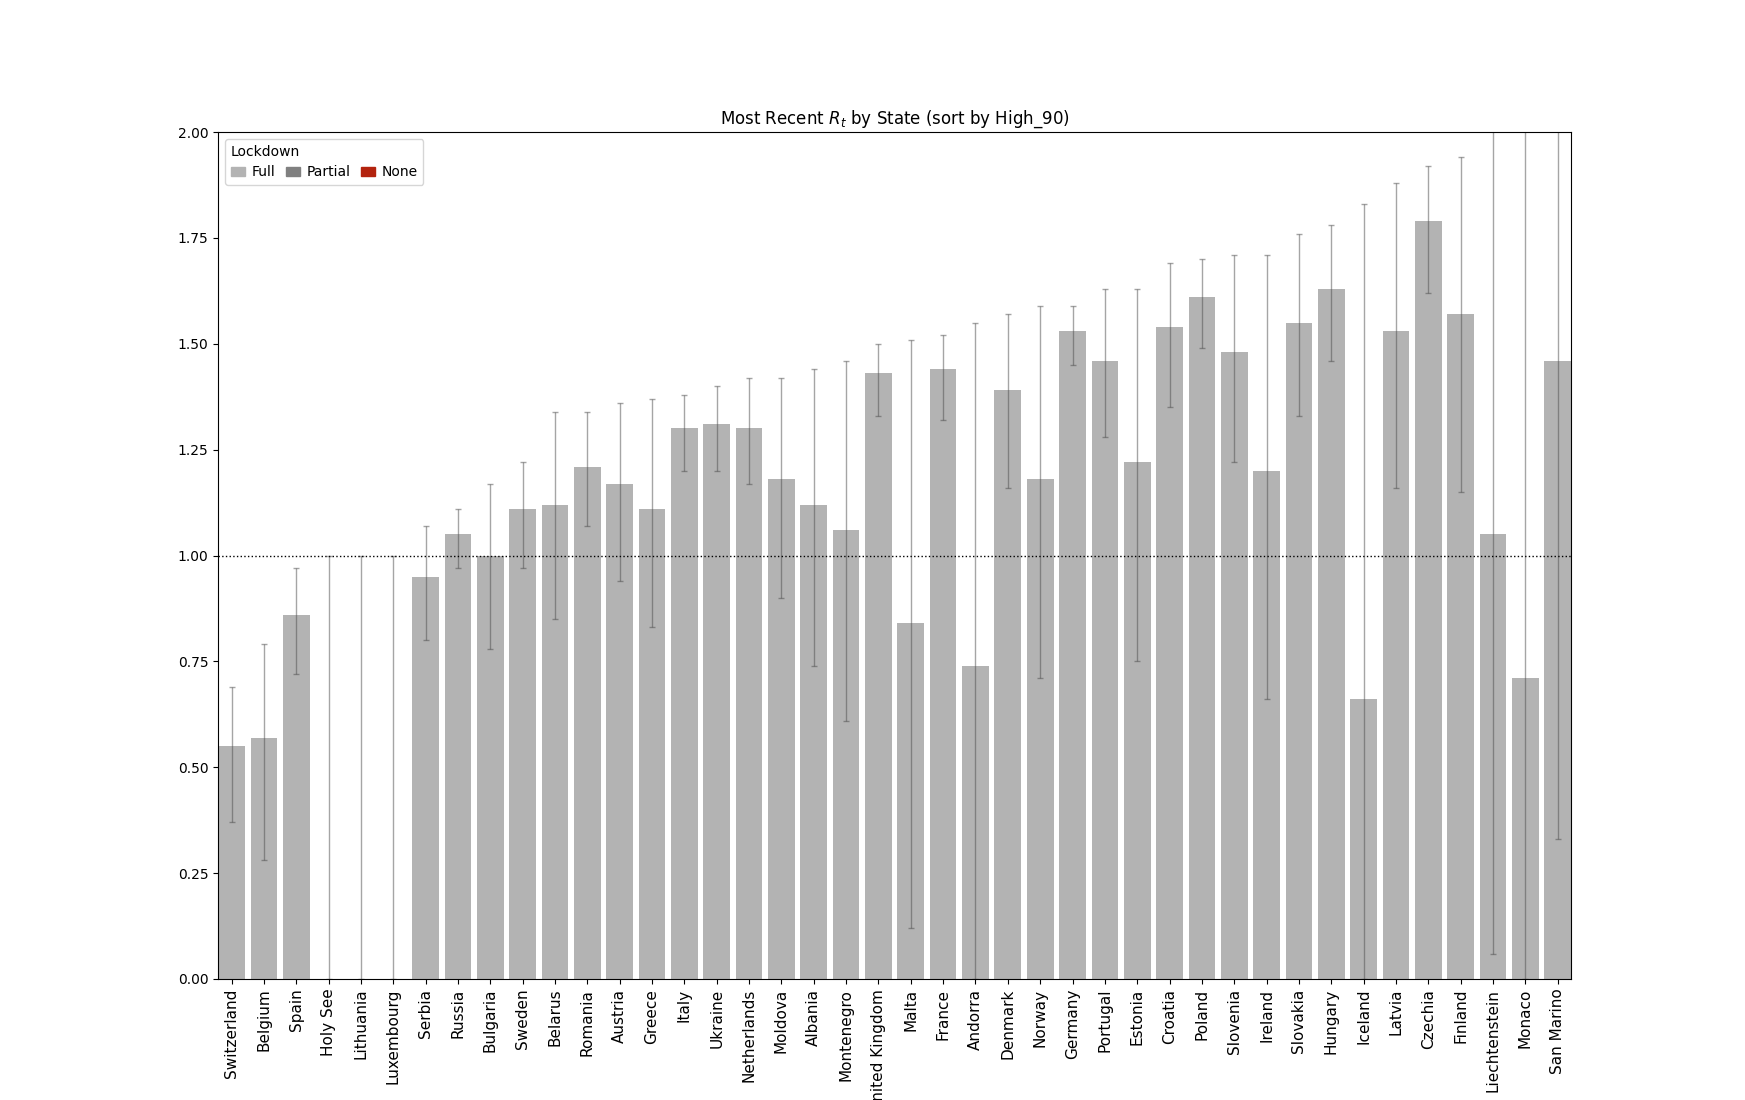 Most Recent R_t by State (sort by High_90)
Lockdown
Full Partial None
2.00
1.75
1.50
1.25
1.00
0.75
0.50
0.25
0.00
Switzerland
Belgium
Spain
Holy See
Lithuania
Luxembourg
Serbia
Russia
Bulgaria
Sweden
Belarus
Romania
Austria
Greece
Italy
Ukraine
Netherlands
Moldova
Albania
Montenegro
nited Kingdom
Malta
France
Andorra
Denmark
Norway
Germany
Portugal
Estonia
Croatia
Poland
Slovenia
Ireland
Slovakia
Hungary
Iceland
Latvia
Czechia
Finland
Liechtenstein
Monaco
San Marino